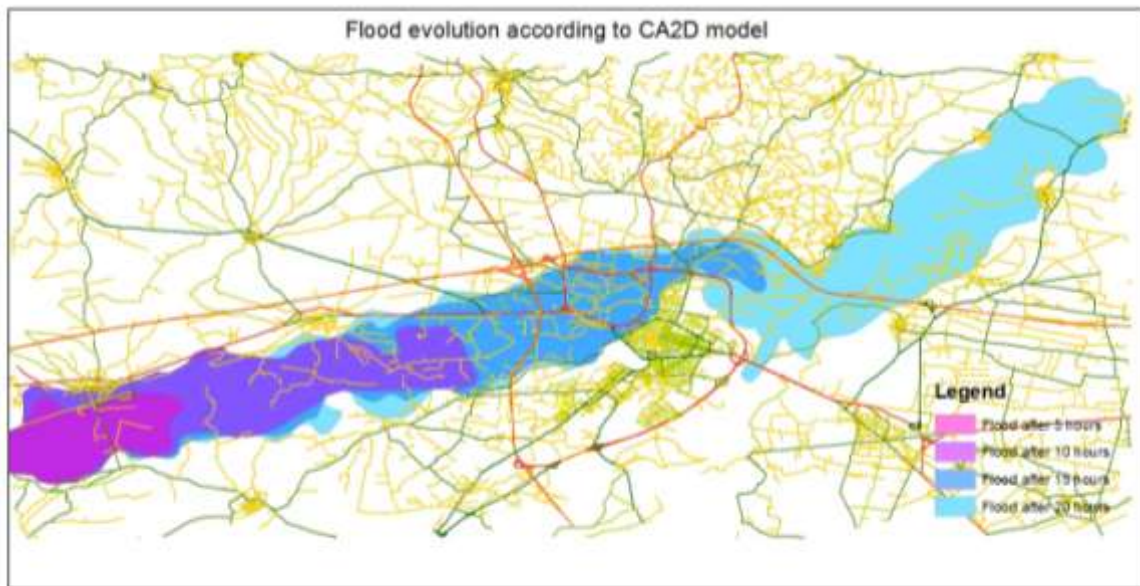 Flood evolution according to CA2D model
Legend
Flood after 5 hours
Flood after 10 hours
Flood after 15 hours
Flood after 20 hours